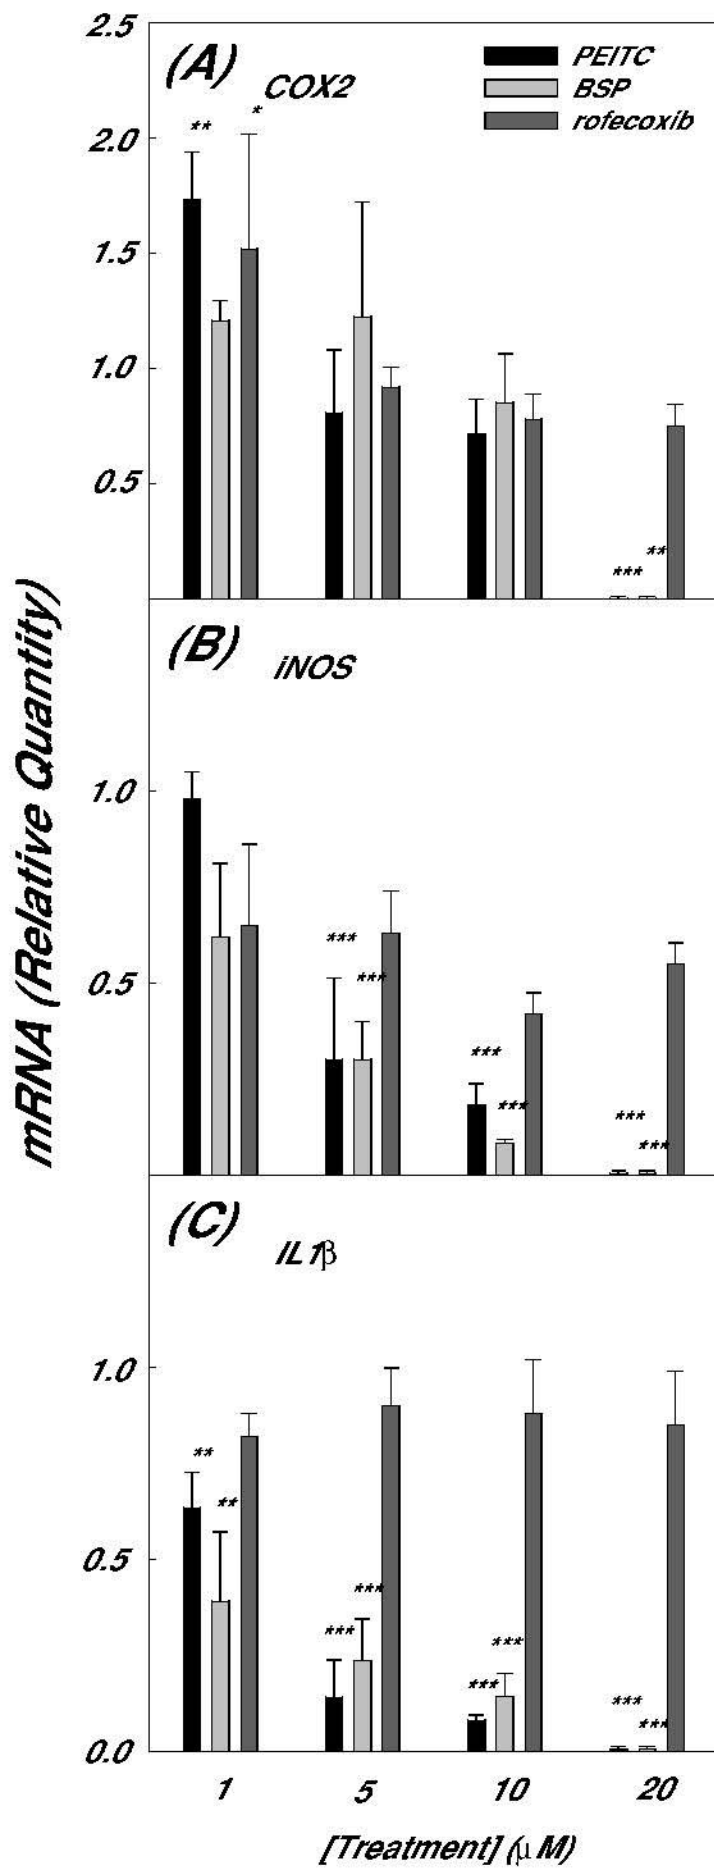 2.5
(A) COX2
PEITC
BSP
rofecoxib
2.0
** *
1.5
1.0
0.5
*** **
(B) iNOS
1.0
*** ***
0.5
*** ***
*** ***
(C) IL1β
1.0
** **
0.5
*** ***
*** ***
*** ***
0.0
1 5 10 20
[Treatment] (μM)
mRNA (Relative Quantity)